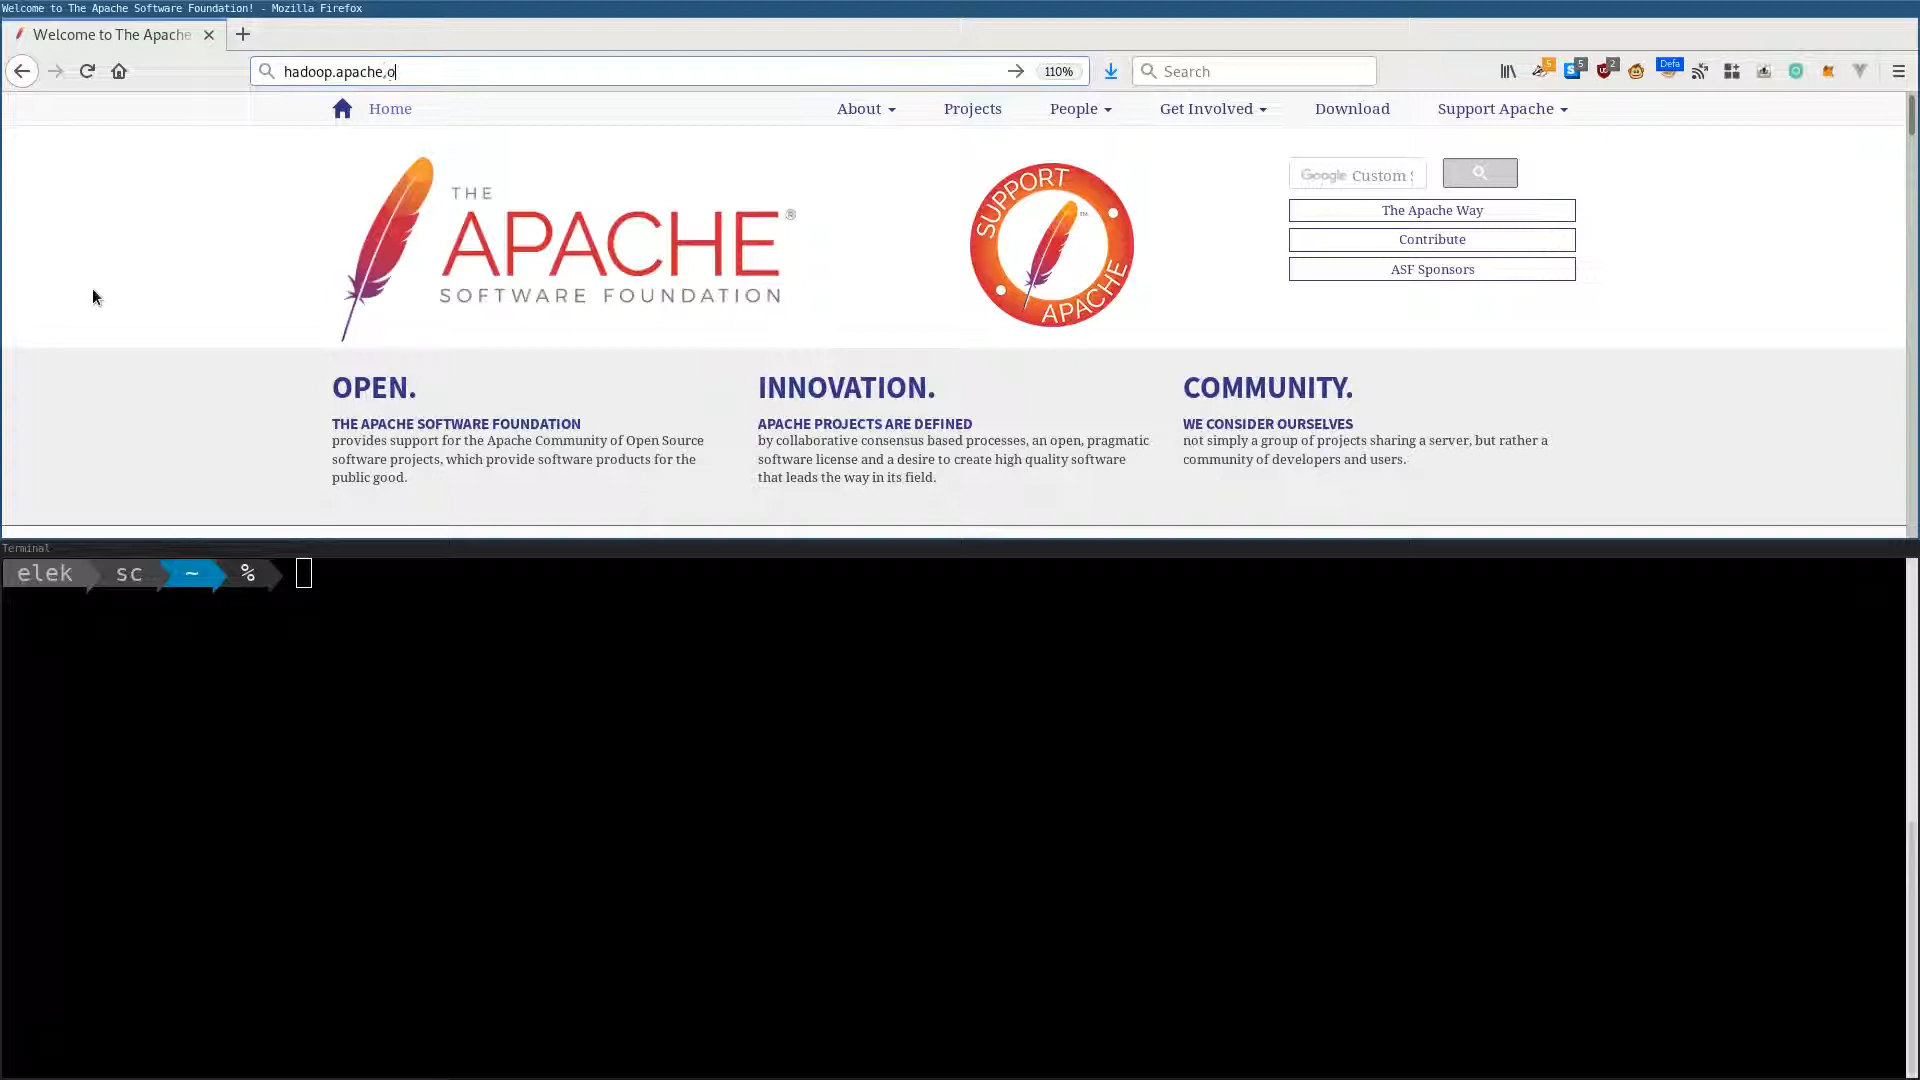 Welcome to The Apache Software Foundation! - Mozilla Firefox
Welcome to The Apache
hadoop.apache.o
110%
Search
5
5
2
Defa
Home
About
Projects
People
Get Involved
Download
Support Apache
THE
APACHE®
SOFTWARE FOUNDATION
SUPPORT
APACHE
TM
Google Custom S
The Apache Way
Contribute
ASF Sponsors
OPEN.
THE APACHE SOFTWARE FOUNDATION
provides support for the Apache Community of Open Source
software projects, which provide software products for the
public good.
INNOVATION.
APACHE PROJECTS ARE DEFINED
by collaborative consensus based processes, an open, pragmatic
software license and a desire to create high quality software
that leads the way in its field.
COMMUNITY.
WE CONSIDER OURSELVES
not simply a group of projects sharing a server, but rather a
community of developers and users.
Terminal
elek sc ~ %